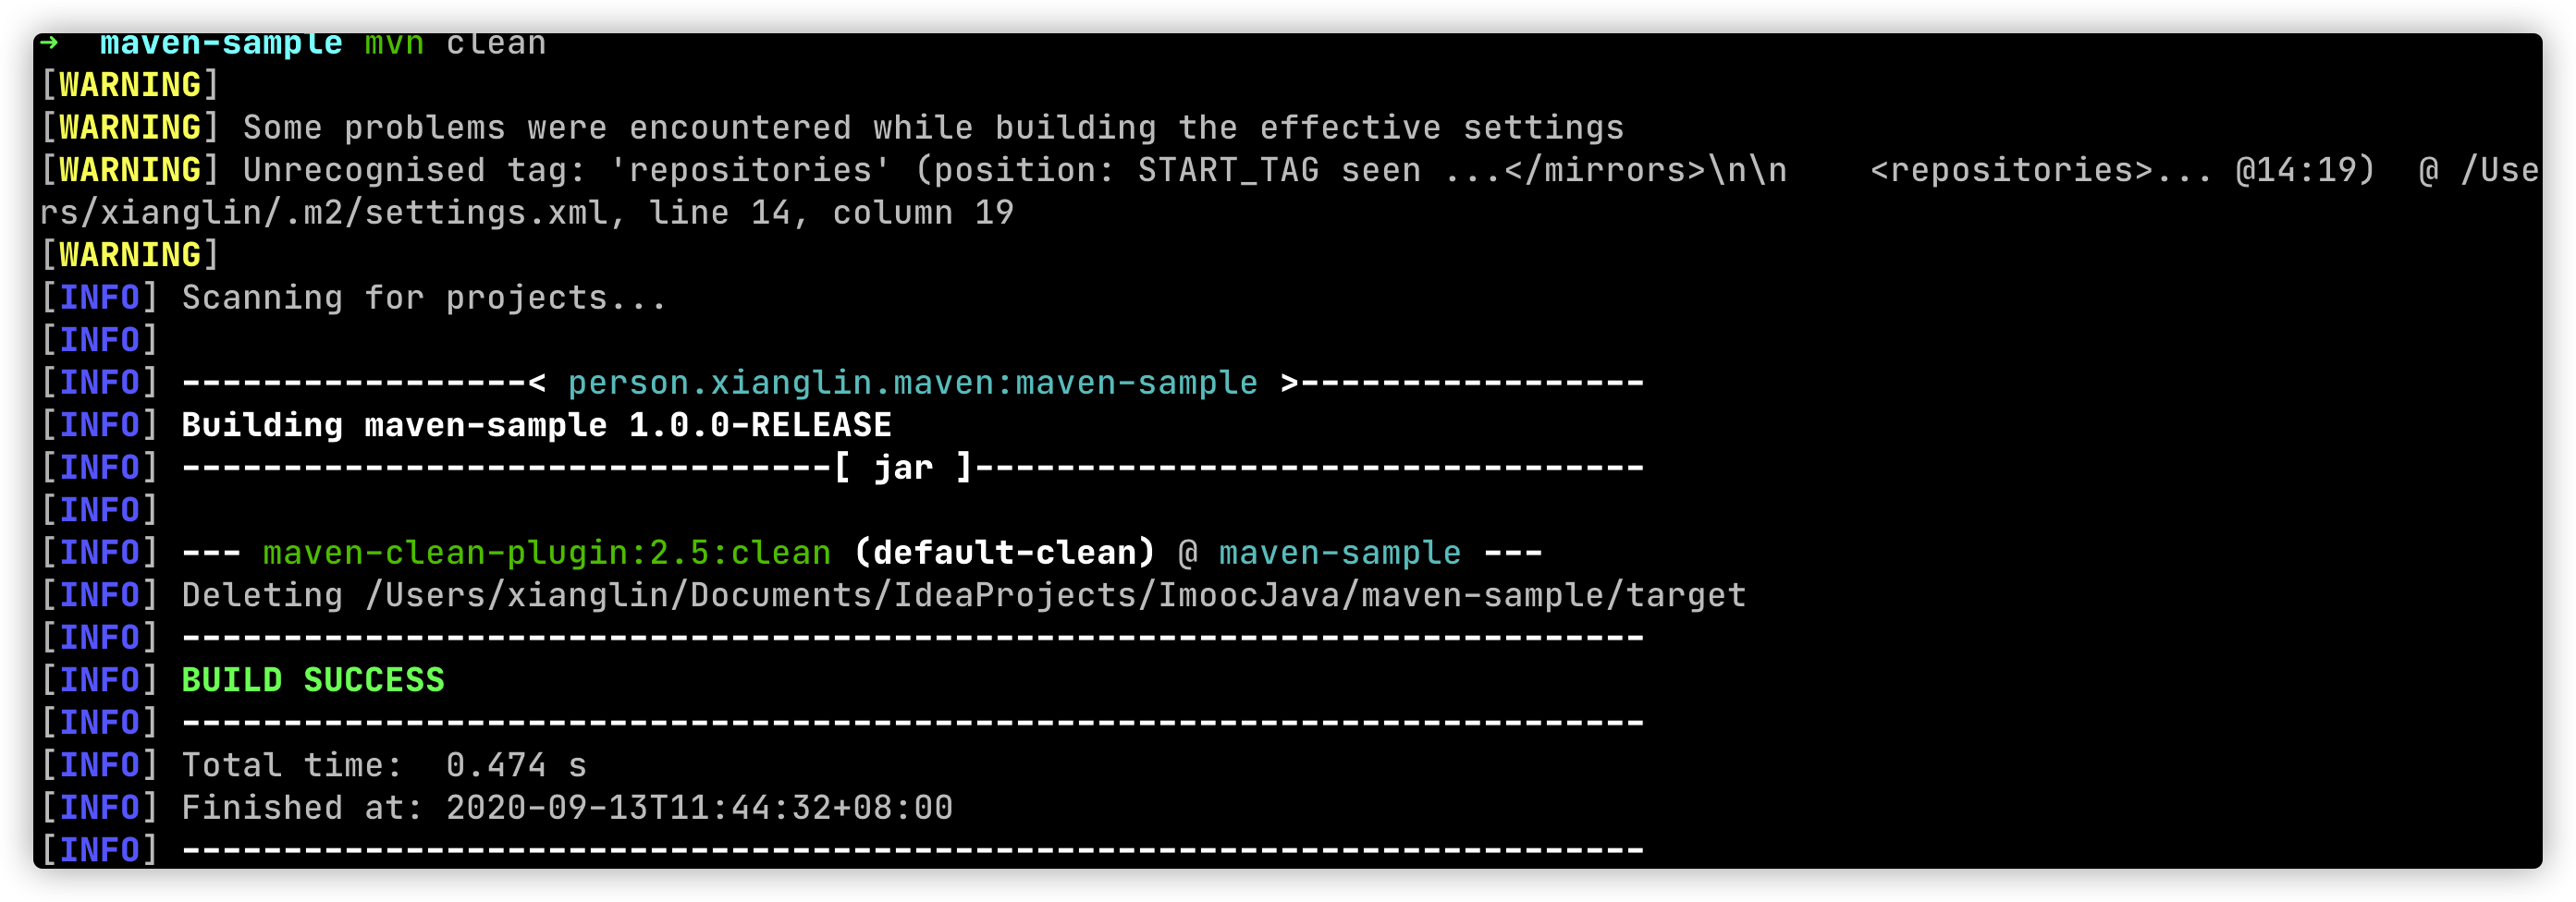 ➜  maven-sample mvn clean
[WARNING]
[WARNING] Some problems were encountered while building the effective settings
[WARNING] Unrecognised tag: 'repositories' (position: START_TAG seen ...</mirrors>\n\n    <repositories>... @14:19)  @ /Use
rs/xianglin/.m2/settings.xml, line 14, column 19
[WARNING]
[INFO] Scanning for projects...
[INFO]
[INFO] -----------------< person.xianglin.maven:maven-sample >-----------------
[INFO] Building maven-sample 1.0.0-RELEASE
[INFO] --------------------------------[ jar ]---------------------------------
[INFO]
[INFO] --- maven-clean-plugin:2.5:clean (default-clean) @ maven-sample ---
[INFO] Deleting /Users/xianglin/Documents/IdeaProjects/ImoocJava/maven-sample/target
[INFO] ------------------------------------------------------------------------
[INFO] BUILD SUCCESS
[INFO] ------------------------------------------------------------------------
[INFO] Total time:  0.474 s
[INFO] Finished at: 2020-09-13T11:44:32+08:00
[INFO] ------------------------------------------------------------------------